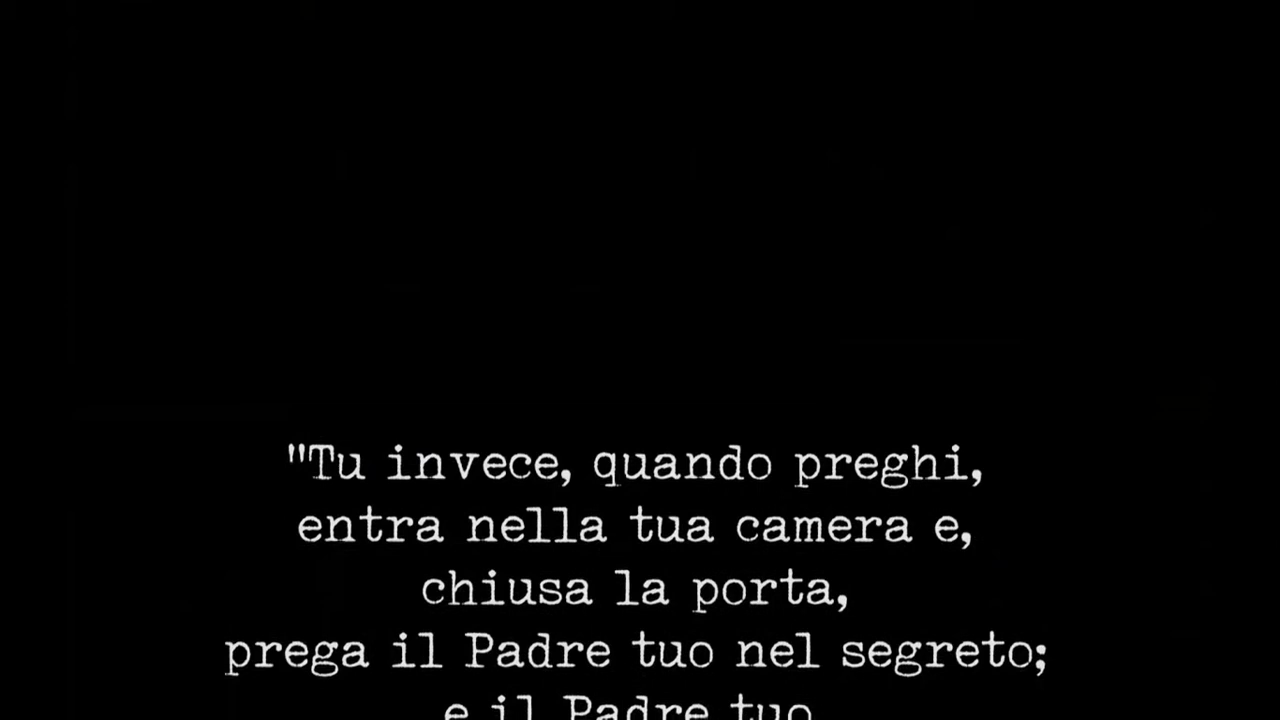 "Tu invece, quando preghi,
entra nella tua camera e,
chiusa la porta,
prega il Padre tuo nel segreto;
e il Padre tuo